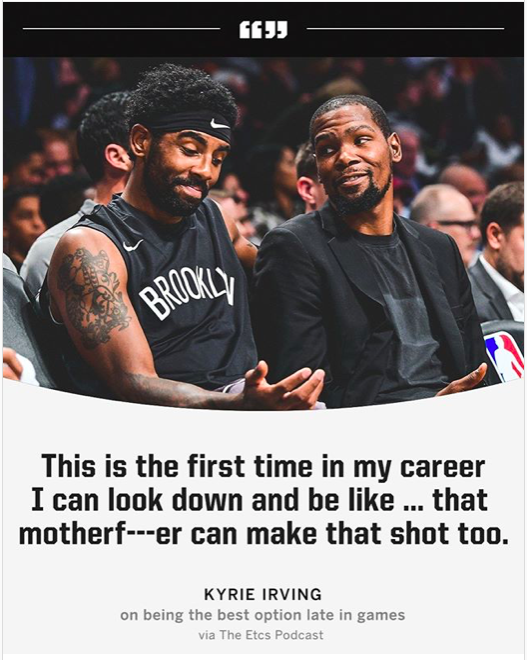 BROOKLYN
This is the first time in my career
I can look down and be like ... that
motherf---er can make that shot too.
KYRIE IRVING
on being the best option late in games
via The Etcs Podcast